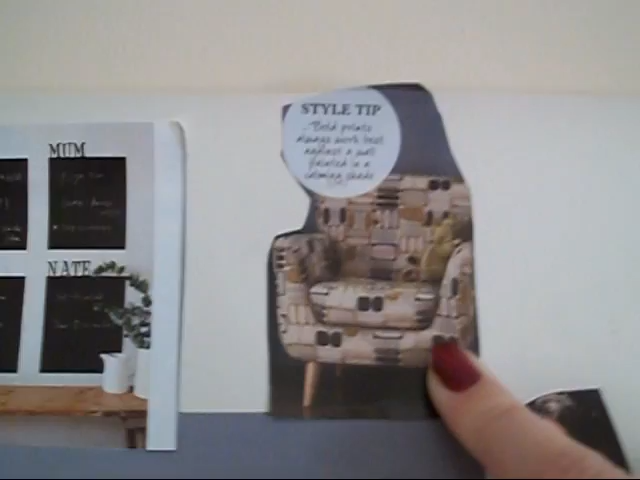 STYLE TIP
Bold prints
always work best
against a wall
painted in a
calming shade
MUM
NATE